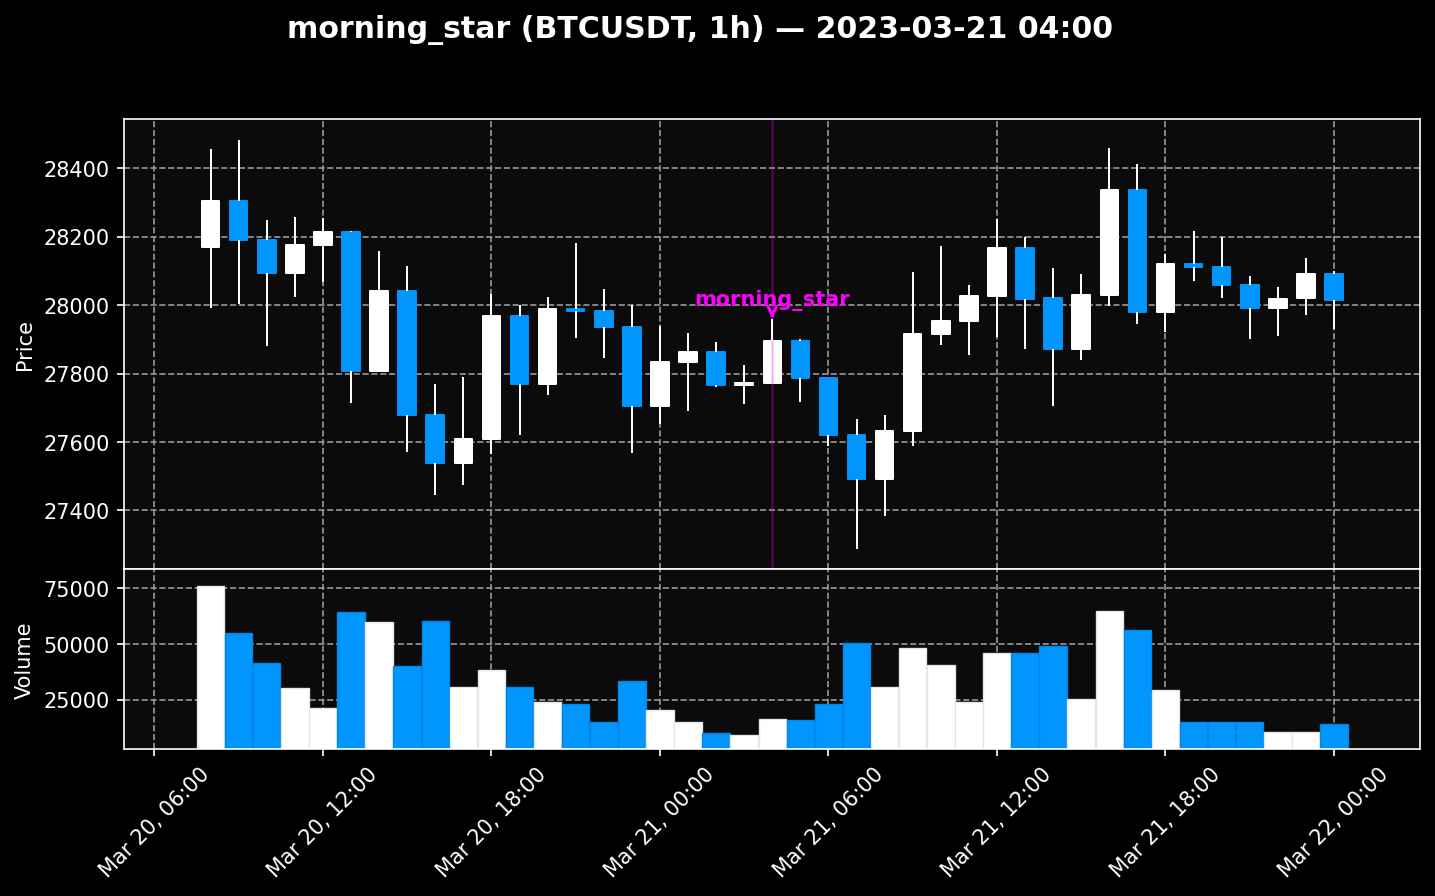 morning_star (BTCUSDT, 1h) — 2023-03-21 04:00
Price
28400
28200
28000
27800
27600
27400
morning_star
Volume
75000
50000
25000
Mar 20, 06:00
Mar 20, 12:00
Mar 20, 18:00
Mar 21, 00:00
Mar 21, 06:00
Mar 21, 12:00
Mar 21, 18:00
Mar 22, 00:00